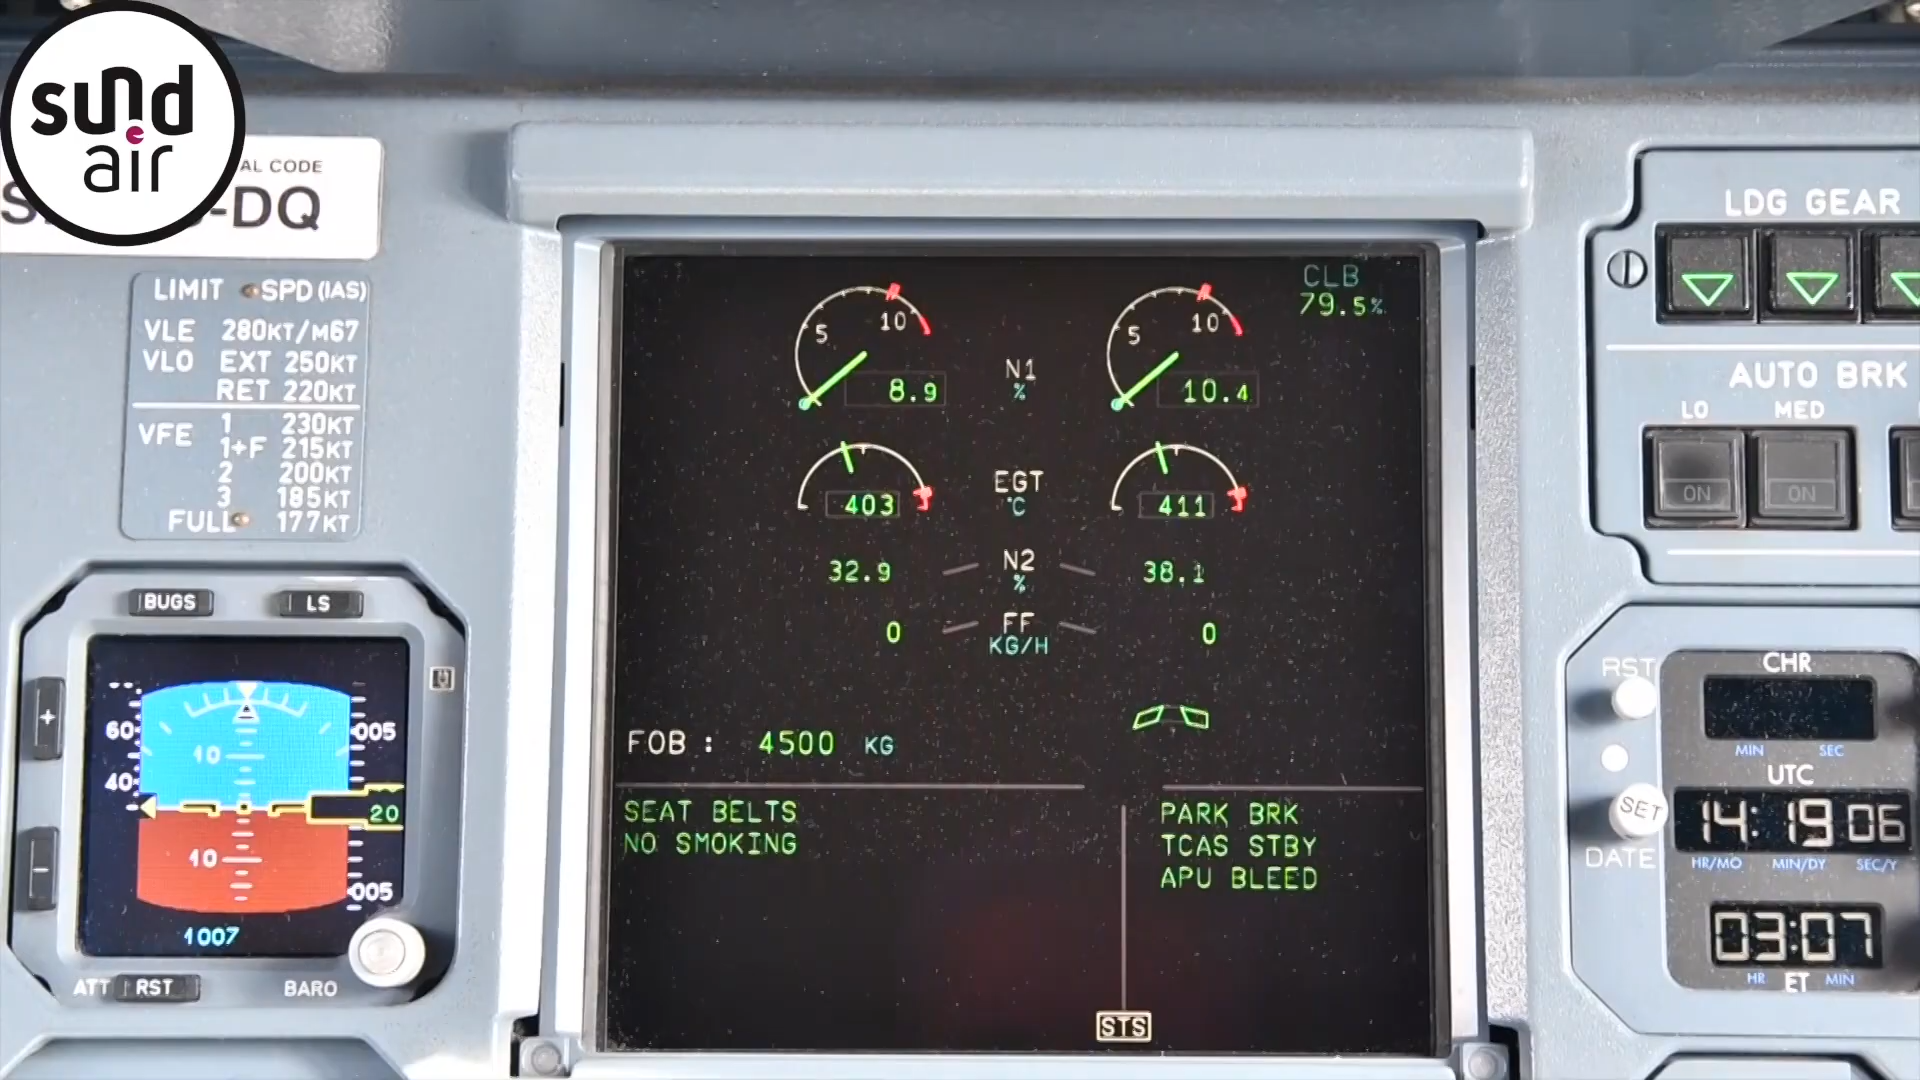 sund
air
AL CODE
-DQ
LIMIT SPD (IAS)
VLE 280KT/M67
VLO EXT 250KT
RET 220KT
VFE 1 230KT
1+F 215KT
2 200KT
3 185KT
FULL 177KT
BUGS LS
+
-
60
40
10
10
005
20
005
1007
ATT RST BARO
CLB
79.5%
5 10
8.9
N1
%
5 10
10.4
403
EGT
°C
411
32.9
N2
%
38.1
0
FF
KG/H
0
FOB : 4500 KG
SEAT BELTS
NO SMOKING
PARK BRK
TCAS STBY
APU BLEED
STS
LDG GEAR
AUTO BRK
LO MED
ON ON
RST
CHR
MIN SEC
UTC
SET
14:19 06
DATE
HR/MO MIN/DY SEC/Y
03:07
HR ET MIN